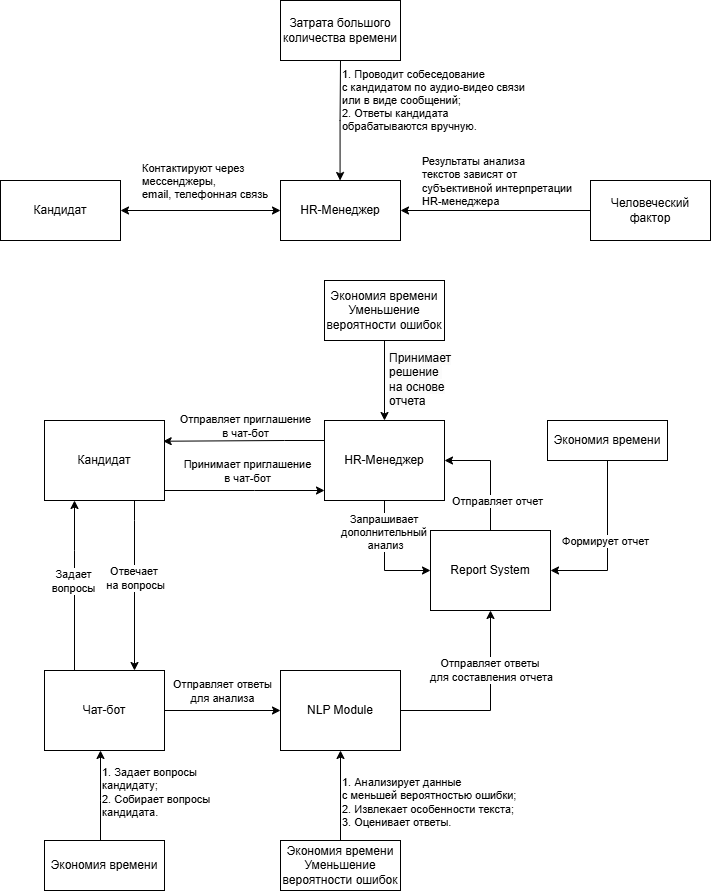 Затрата большого
количества времени
1. Проводит собеседование
с кандидатом по аудио-видео связи
или в виде сообщений;
2. Ответы кандидата
обрабатываются вручную.
Контактируют через
мессенджеры,
email, телефонная связь
Результаты анализа
текстов зависят от
субъективной интерпретации
HR-менеджера
Кандидат
HR-Менеджер
Человеческий
фактор
Экономия времени
Уменьшение
вероятности ошибок
Принимает
решение
на основе
отчета
Отправляет приглашение
в чат-бот
Кандидат
HR-Менеджер
Экономия времени
Принимает приглашение
в чат-бот
Отправляет отчет
Запрашивает
дополнительный
анализ
Формирует отчет
Report System
Задает
вопросы
Отвечает
на вопросы
Отправляет ответы
для составления отчета
Отправляет ответы
для анализа
Чат-бот
NLP Module
1. Задает вопросы
кандидату;
2. Собирает вопросы
кандидата.
1. Анализирует данные
с меньшей вероятностью ошибки;
2. Извлекает особенности текста;
3. Оценивает ответы.
Экономия времени
Экономия времени
Уменьшение
вероятности ошибок